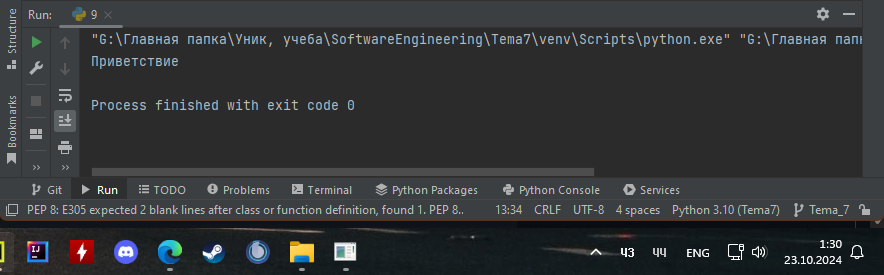 Run: 9
"G:\Главная папка\Уник, учеба\SoftwareEngineering\Tema7\venv\Scripts\python.exe" "G:\Главная
Приветствие
Process finished with exit code 0
Structure
Bookmarks
Git Run TODO Problems Terminal Python Packages Python Console Services
PEP 8: E305 expected 2 blank lines after class or function definition, found 1. PEP 8.. 13:34 CRLF UTF-8 4 spaces Python 3.10 (Tema7) Tema_7
ENG 1:30
23.10.2024